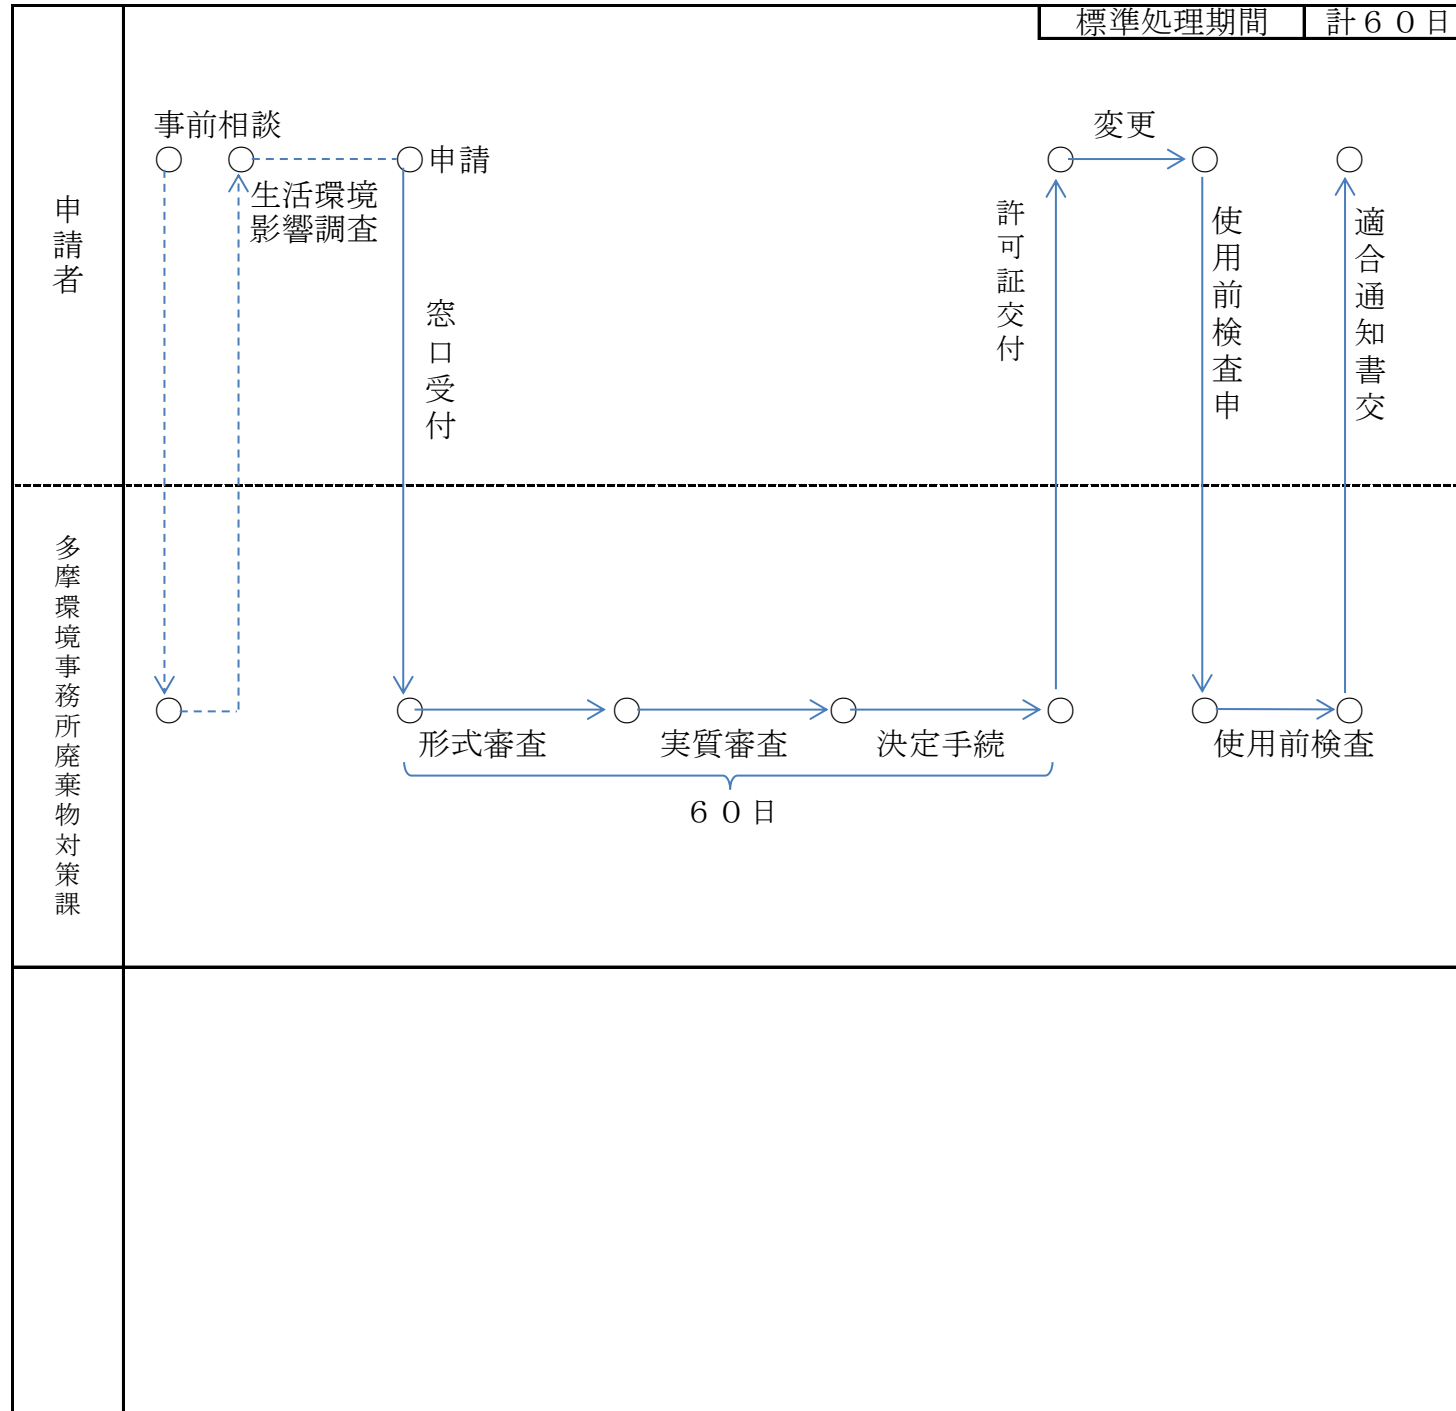 標準処理期間
計６０日
申請者
事前相談
生活環境
影響調査
申請
窓口受付
許可証交付
変更
使用前検査申
適合通知書交
多摩環境事務所廃棄物対策課
形式審査
実質審査
決定手続
６０日
使用前検査